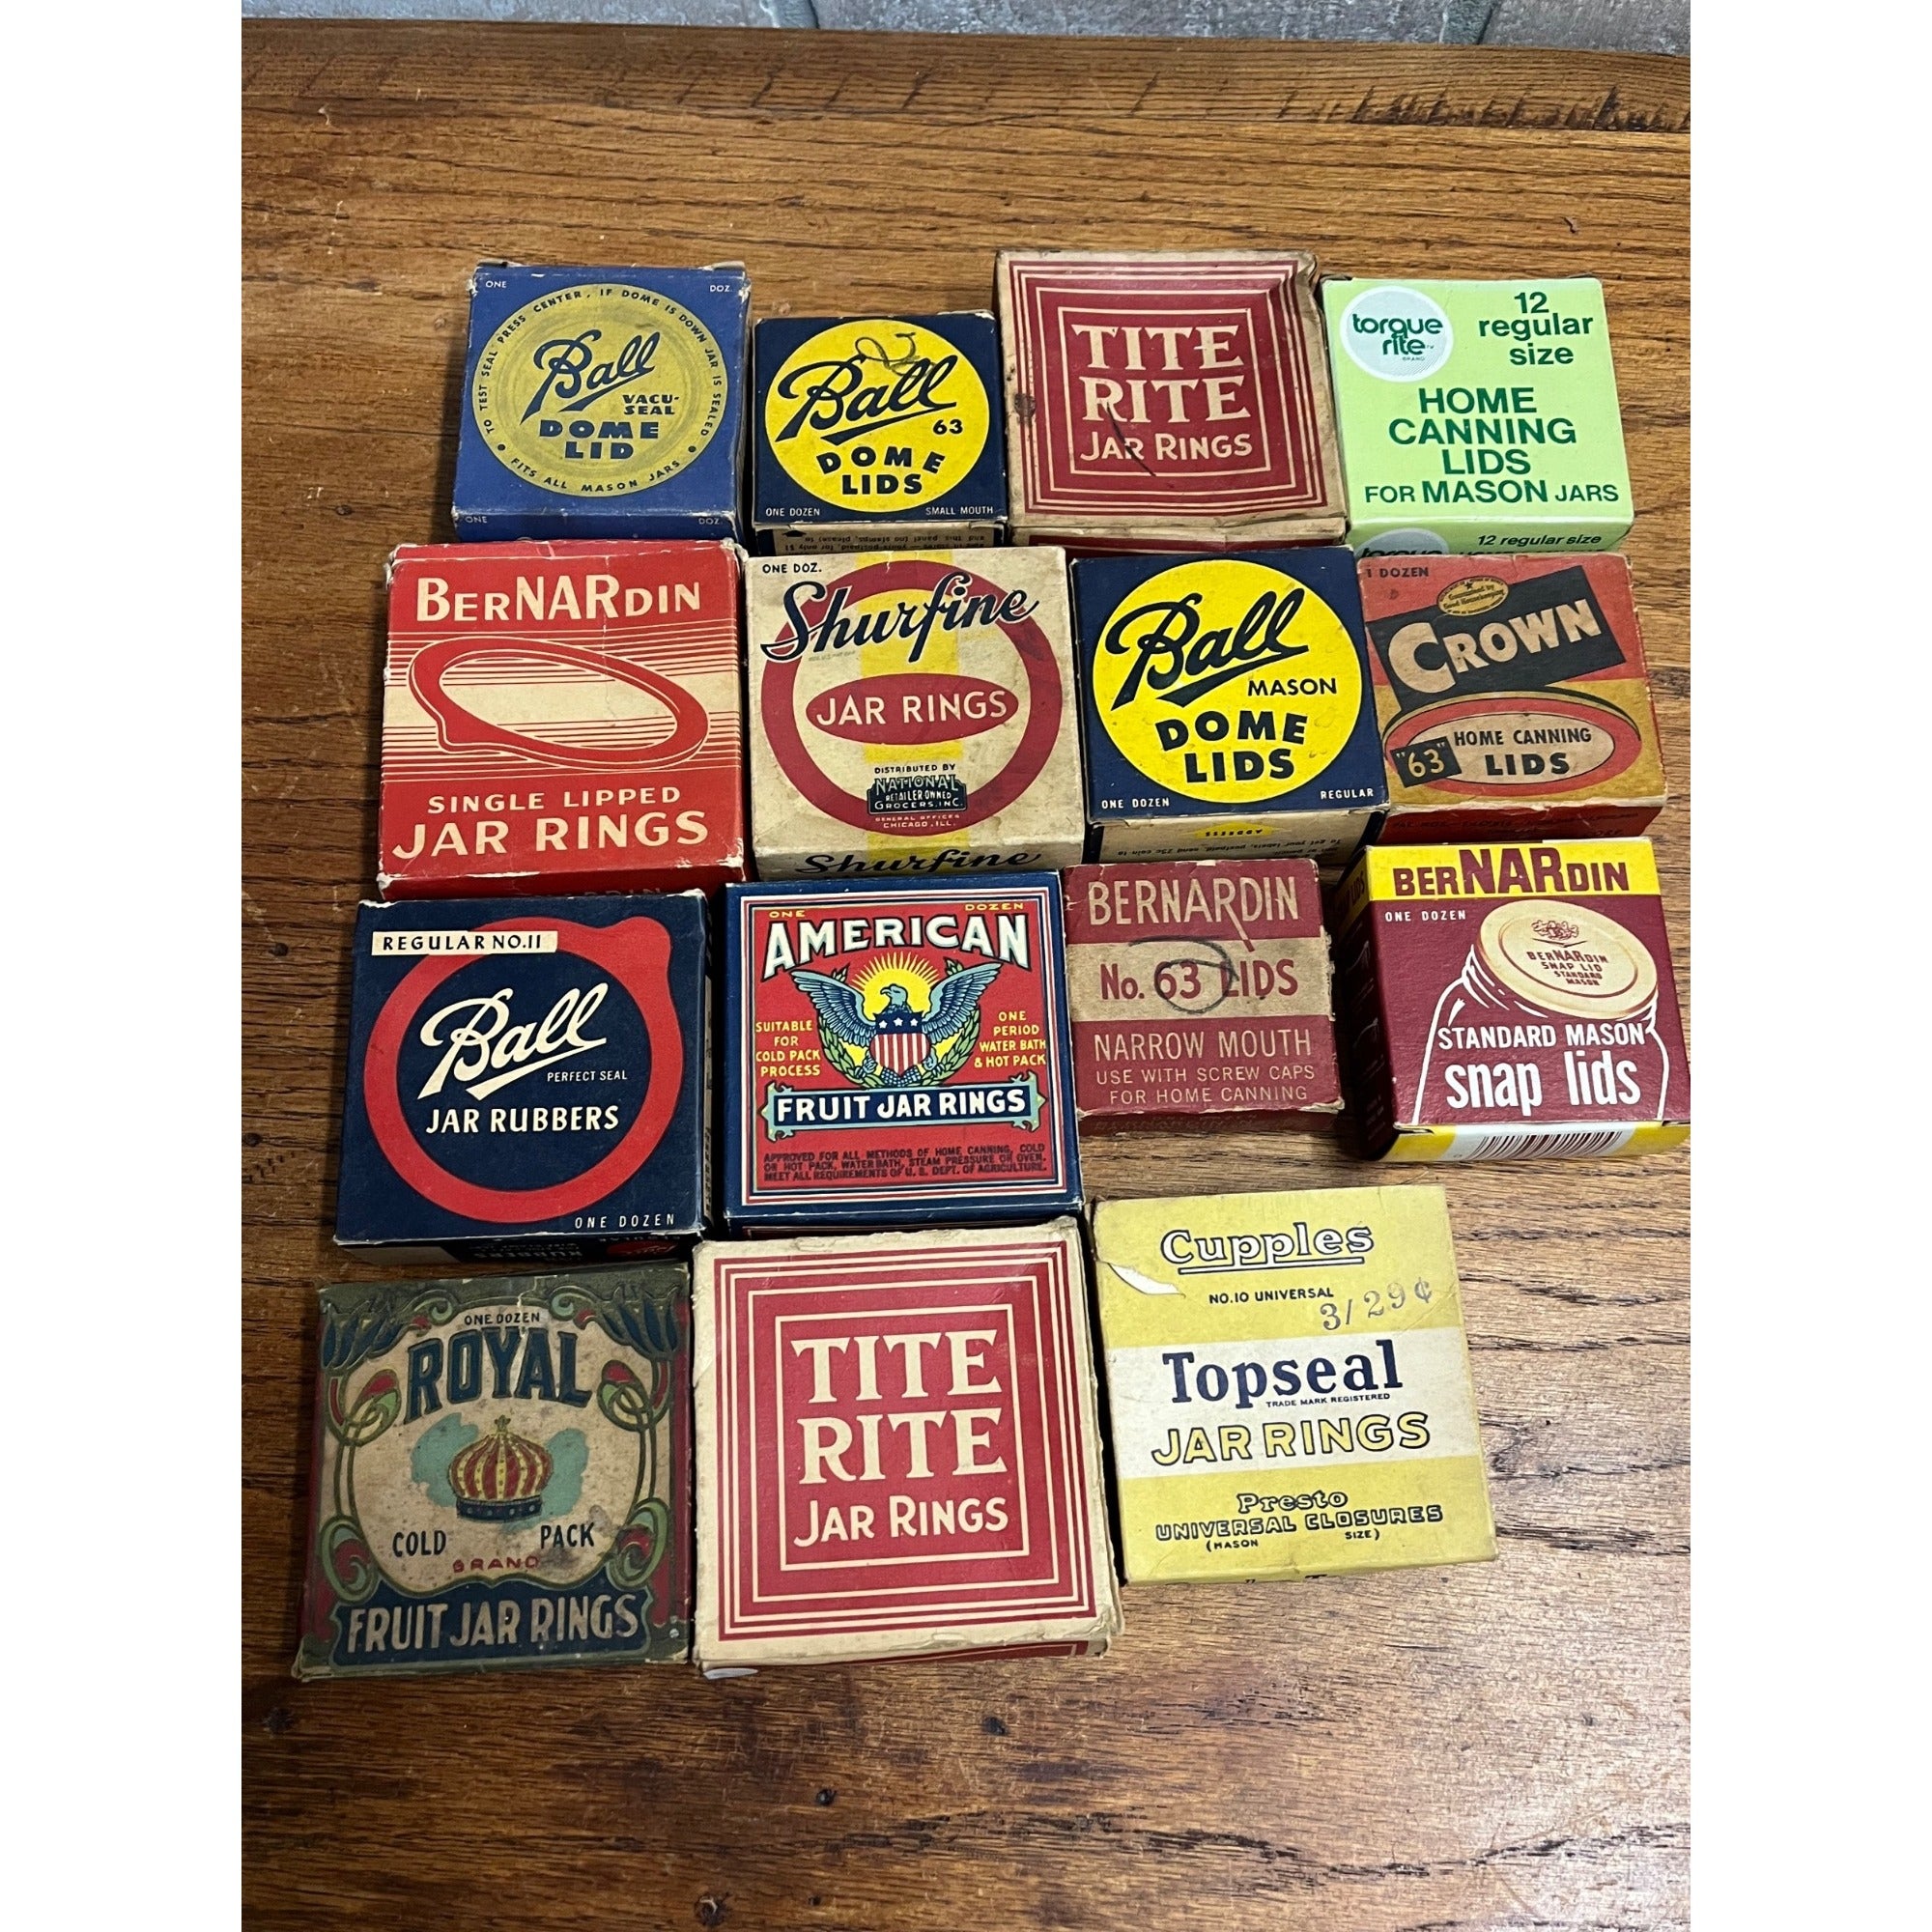 ONE DOZ.
TO TEST SEAL PRESS CENTER, IF DOME IS DOWN JAR IS SEALED
Ball
VACU-
SEAL
DOME
LID
FITS ALL MASON JARS
ONE DOZ.
Ball
63
DOME
LIDS
ONE DOZEN SMALL MOUTH
TITE
RITE
JAR RINGS
torque
rite
BRAND
12
regular
size
HOME
CANNING
LIDS
FOR MASON JARS
torque
12 regular size
BERNARDIN
SINGLE LIPPED
JAR RINGS
ONE DOZ.
Shurfine
JAR RINGS
DISTRIBUTED BY
NATIONAL
RETAILER OWNED
GROCERS, INC.
GENERAL OFFICES
CHICAGO, ILL.
Shurfine
Ball
MASON
DOME
LIDS
ONE DOZEN REGULAR
1 DOZEN
CROWN
"63"
HOME CANNING
LIDS
REGULAR NO. 11
Ball
PERFECT SEAL
JAR RUBBERS
ONE DOZEN
ONE DOZEN
AMERICAN
SUITABLE
FOR
COLD PACK
PROCESS
ONE
PERIOD
WATER BATH
& HOT PACK
FRUIT JAR RINGS
APPROVED FOR ALL METHODS OF HOME CANNING, COLD
OR HOT PACK, WATER BATH, STEAM PRESSURE OR OVEN.
MEET ALL REQUIREMENTS OF U. S. DEPT. OF AGRICULTURE.
BERNARDIN
No. 63 LIDS
NARROW MOUTH
USE WITH SCREW CAPS
FOR HOME CANNING
BERNARDIN
ONE DOZEN
BERNARDIN
SNAP LID
STANDARD
MASON
STANDARD MASON
snap lids
ONE DOZEN
ROYAL
COLD PACK
BRAND
FRUIT JAR RINGS
TITE
RITE
JAR RINGS
Cupples
NO. 10 UNIVERSAL
3/29¢
Topseal
TRADE MARK REGISTERED
JAR RINGS
Presto
UNIVERSAL CLOSURES
(MASON SIZE)